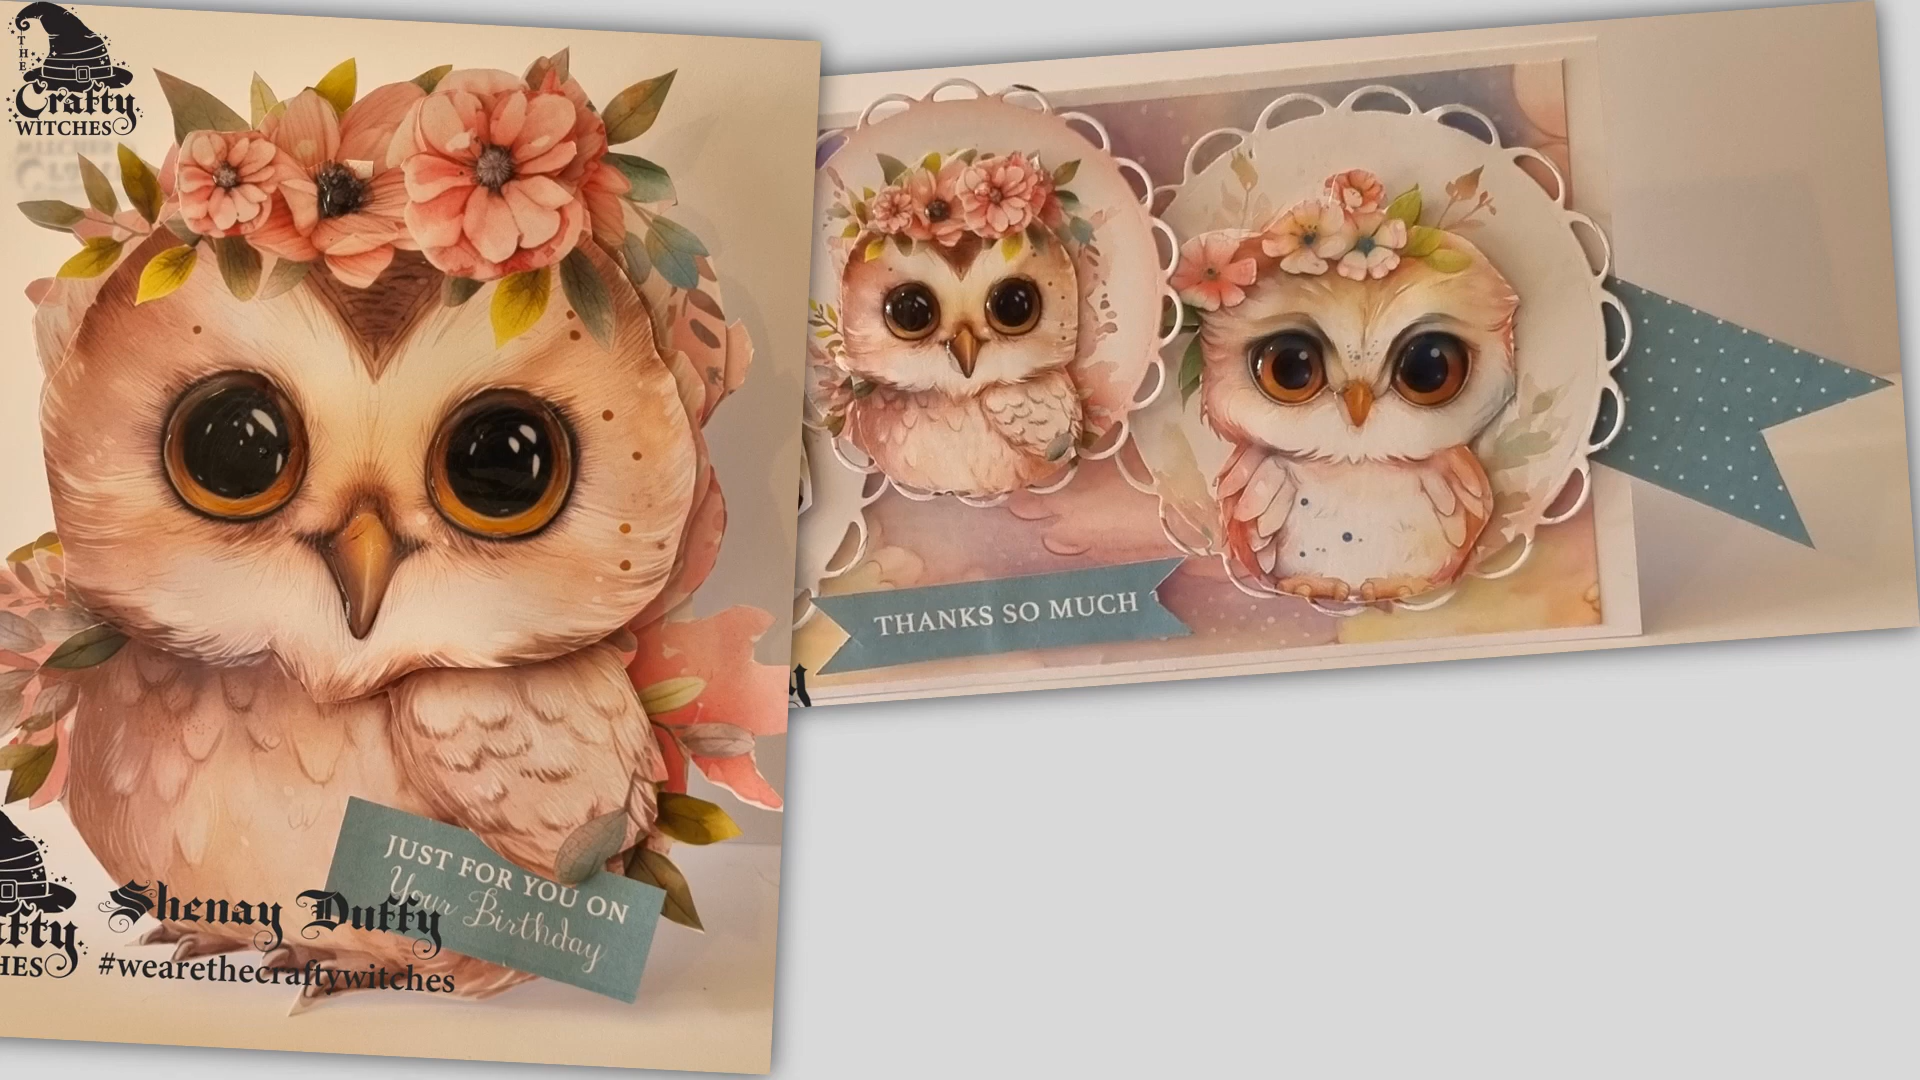 THE
Crafty
WITCHES
JUST FOR YOU ON
Your Birthday
Shenay Duffy
#wearethecraftywitches
THANKS SO MUCH